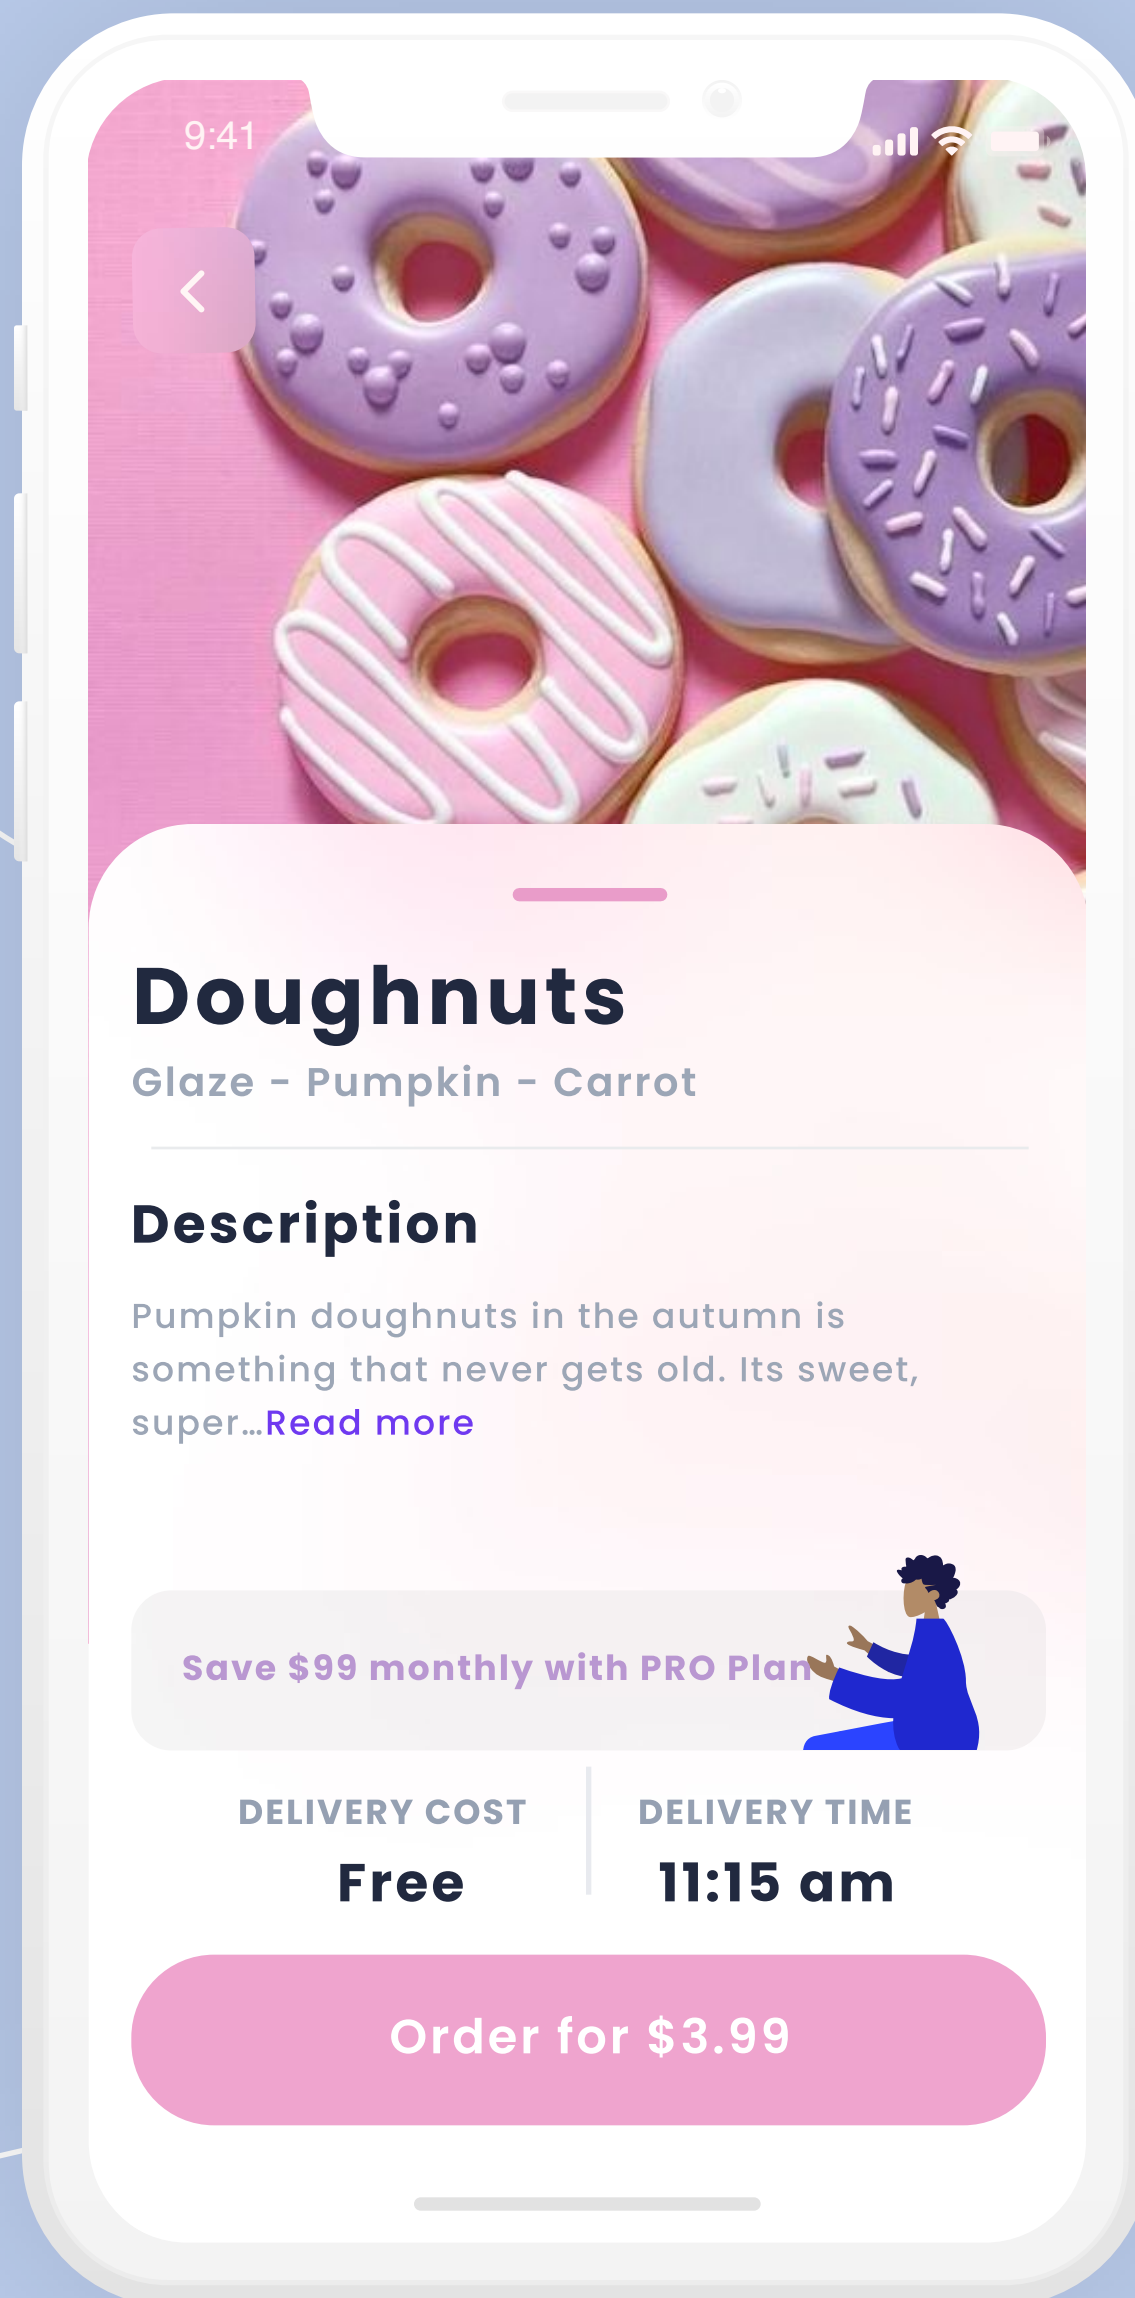 9:41
Doughnuts
Glaze - Pumpkin - Carrot
Description
Pumpkin doughnuts in the autumn is
something that never gets old. Its sweet,
super...Read more
Save $99 monthly with PRO Plan
DELIVERY COST
DELIVERY TIME
Free
11:15 am
Order for $3.99